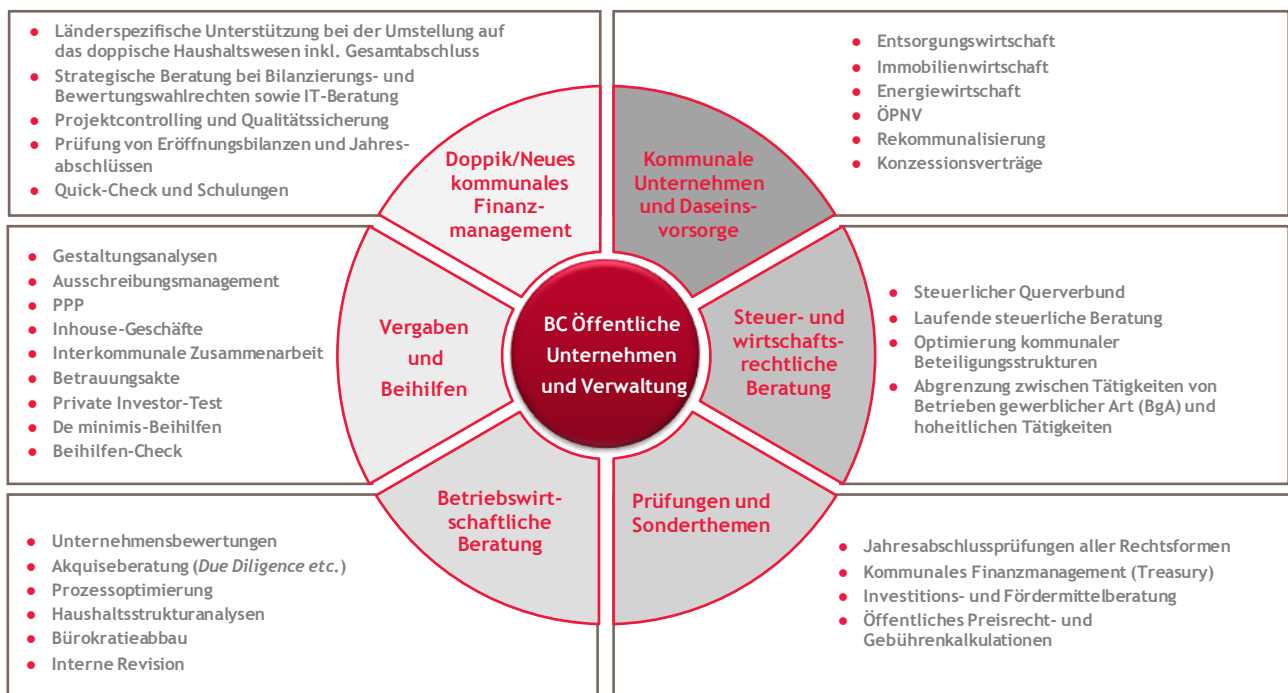 Länderspezifische Unterstützung bei der Umstellung auf
das doppische Haushaltswesen inkl. Gesamtabschluss
Strategische Beratung bei Bilanzierungs- und
Bewertungswahlrechten sowie IT-Beratung
Projektcontrolling und Qualitätssicherung
Prüfung von Eröffnungsbilanzen und Jahres-
abschlüssen
Quick-Check und Schulungen
Doppik/Neues
kommunales
Finanz-
management
Kommunale
Unternehmen
und Daseins-
vorsorge
Entsorgungswirtschaft
Immobilienwirtschaft
Energiewirtschaft
ÖPNV
Rekommunalisierung
Konzessionsverträge
Gestaltungsanalysen
Ausschreibungsmanagement
PPP
Inhouse-Geschäfte
Interkommunale Zusammenarbeit
Betrauungsakte
Private Investor-Test
De minimis-Beihilfen
Beihilfen-Check
Vergaben
und
Beihilfen
BC Öffentliche
Unternehmen
und Verwaltung
Steuer- und
wirtschafts-
rechtliche
Beratung
Steuerlicher Querverbund
Laufende steuerliche Beratung
Optimierung kommunaler
Beteiligungsstrukturen
Abgrenzung zwischen Tätigkeiten von
Betrieben gewerblicher Art (BgA) und
hoheitlichen Tätigkeiten
Unternehmensbewertungen
Akquiseberatung (Due Diligence etc.)
Prozessoptimierung
Haushaltsstrukturanalysen
Bürokratieabbau
Interne Revision
Betriebswirt-
schaftliche
Beratung
Prüfungen und
Sonderthemen
Jahresabschlussprüfungen aller Rechtsformen
Kommunales Finanzmanagement (Treasury)
Investitions- und Fördermittelberatung
Öffentliches Preisrecht- und
Gebührenkalkulationen